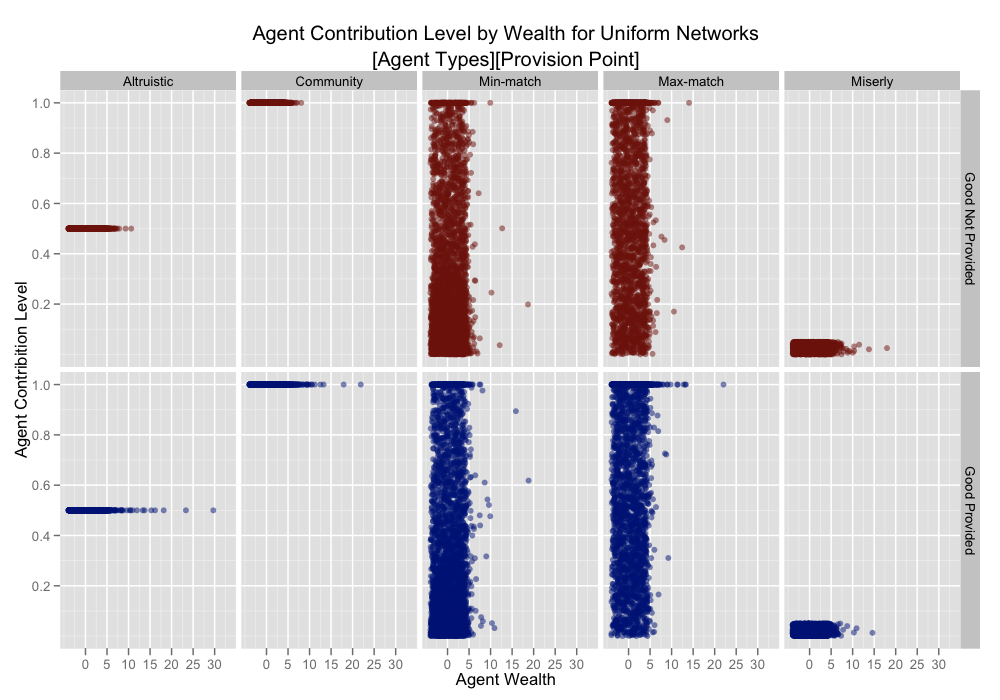 Agent Contribution Level by Wealth for Uniform Networks
[Agent Types][Provision Point]
Altruistic Community Min-match Max-match Miserly
1.0
0.8
0.6
0.4
0.2
Good Not Provided
Agent Contribition Level
1.0
0.8
0.6
0.4
0.2
Good Provided
0 5 10 15 20 25 30 0 5 10 15 20 25 30 0 5 10 15 20 25 30 0 5 10 15 20 25 30 0 5 10 15 20 25 30
Agent Wealth